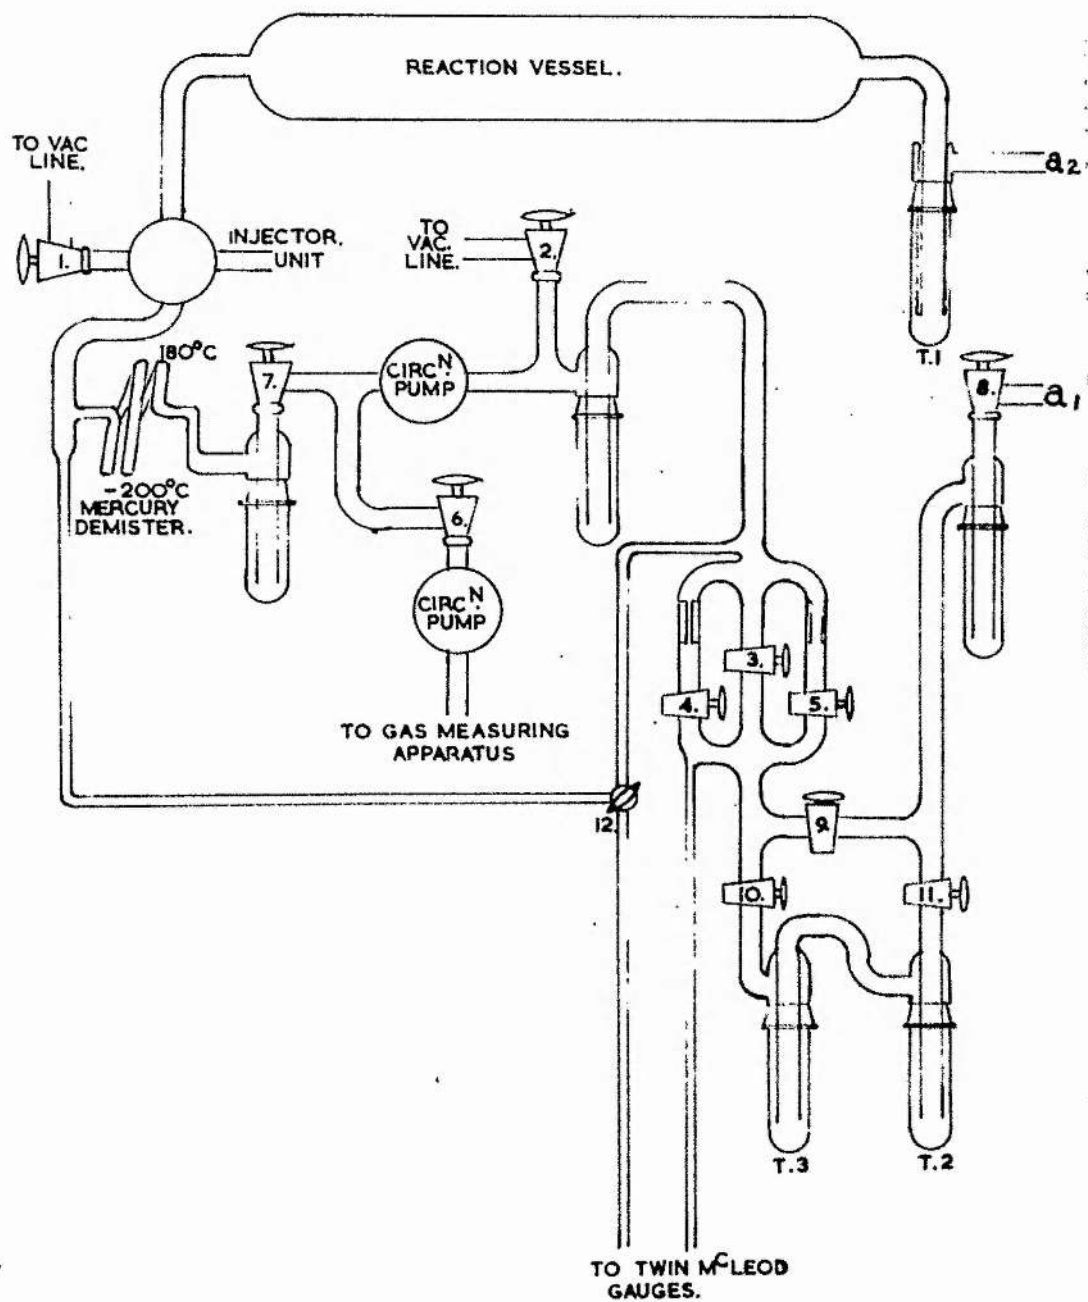 REACTION VESSEL.
TO VAC
LINE.
a2
INJECTOR.
UNIT
1.
TO
VAC.
LINE.
2.
T.1
180°C
7.
CIRCN.
PUMP
8.
a1
-200°C
MERCURY
DEMISTER.
6.
CIRCN.
PUMP
3.
4.
5.
TO GAS MEASURING
APPARATUS
12.
9.
10.
11.
T.3
T.2
TO TWIN MCLEOD
GAUGES.